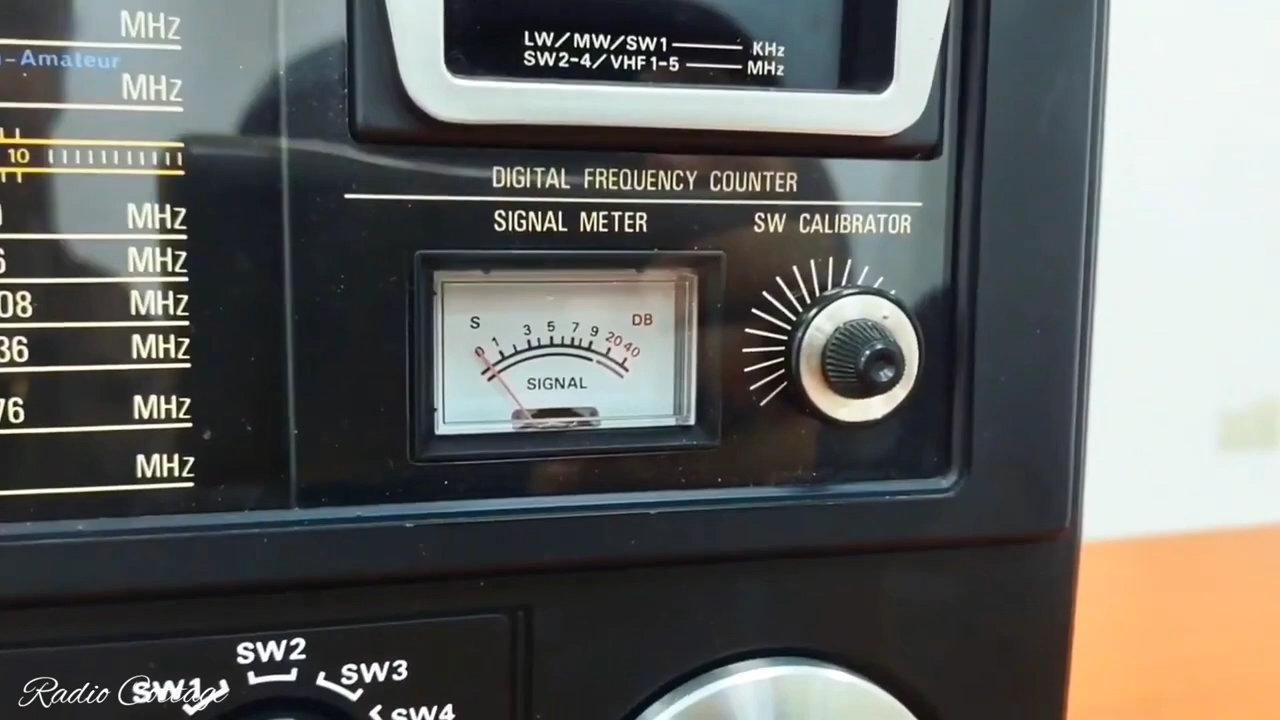 MHz
-Amateur
MHz
10
MHz
MHz
08 MHz
36 MHz
76 MHz
MHz
LW/MW/SW1 KHz
SW2-4/VHF1-5 MHz
DIGITAL FREQUENCY COUNTER
SIGNAL METER SW CALIBRATOR
S DB
0 1 3 5 7 9 20 40
SIGNAL
SW1 SW2 SW3 SW4
Radio Cottage